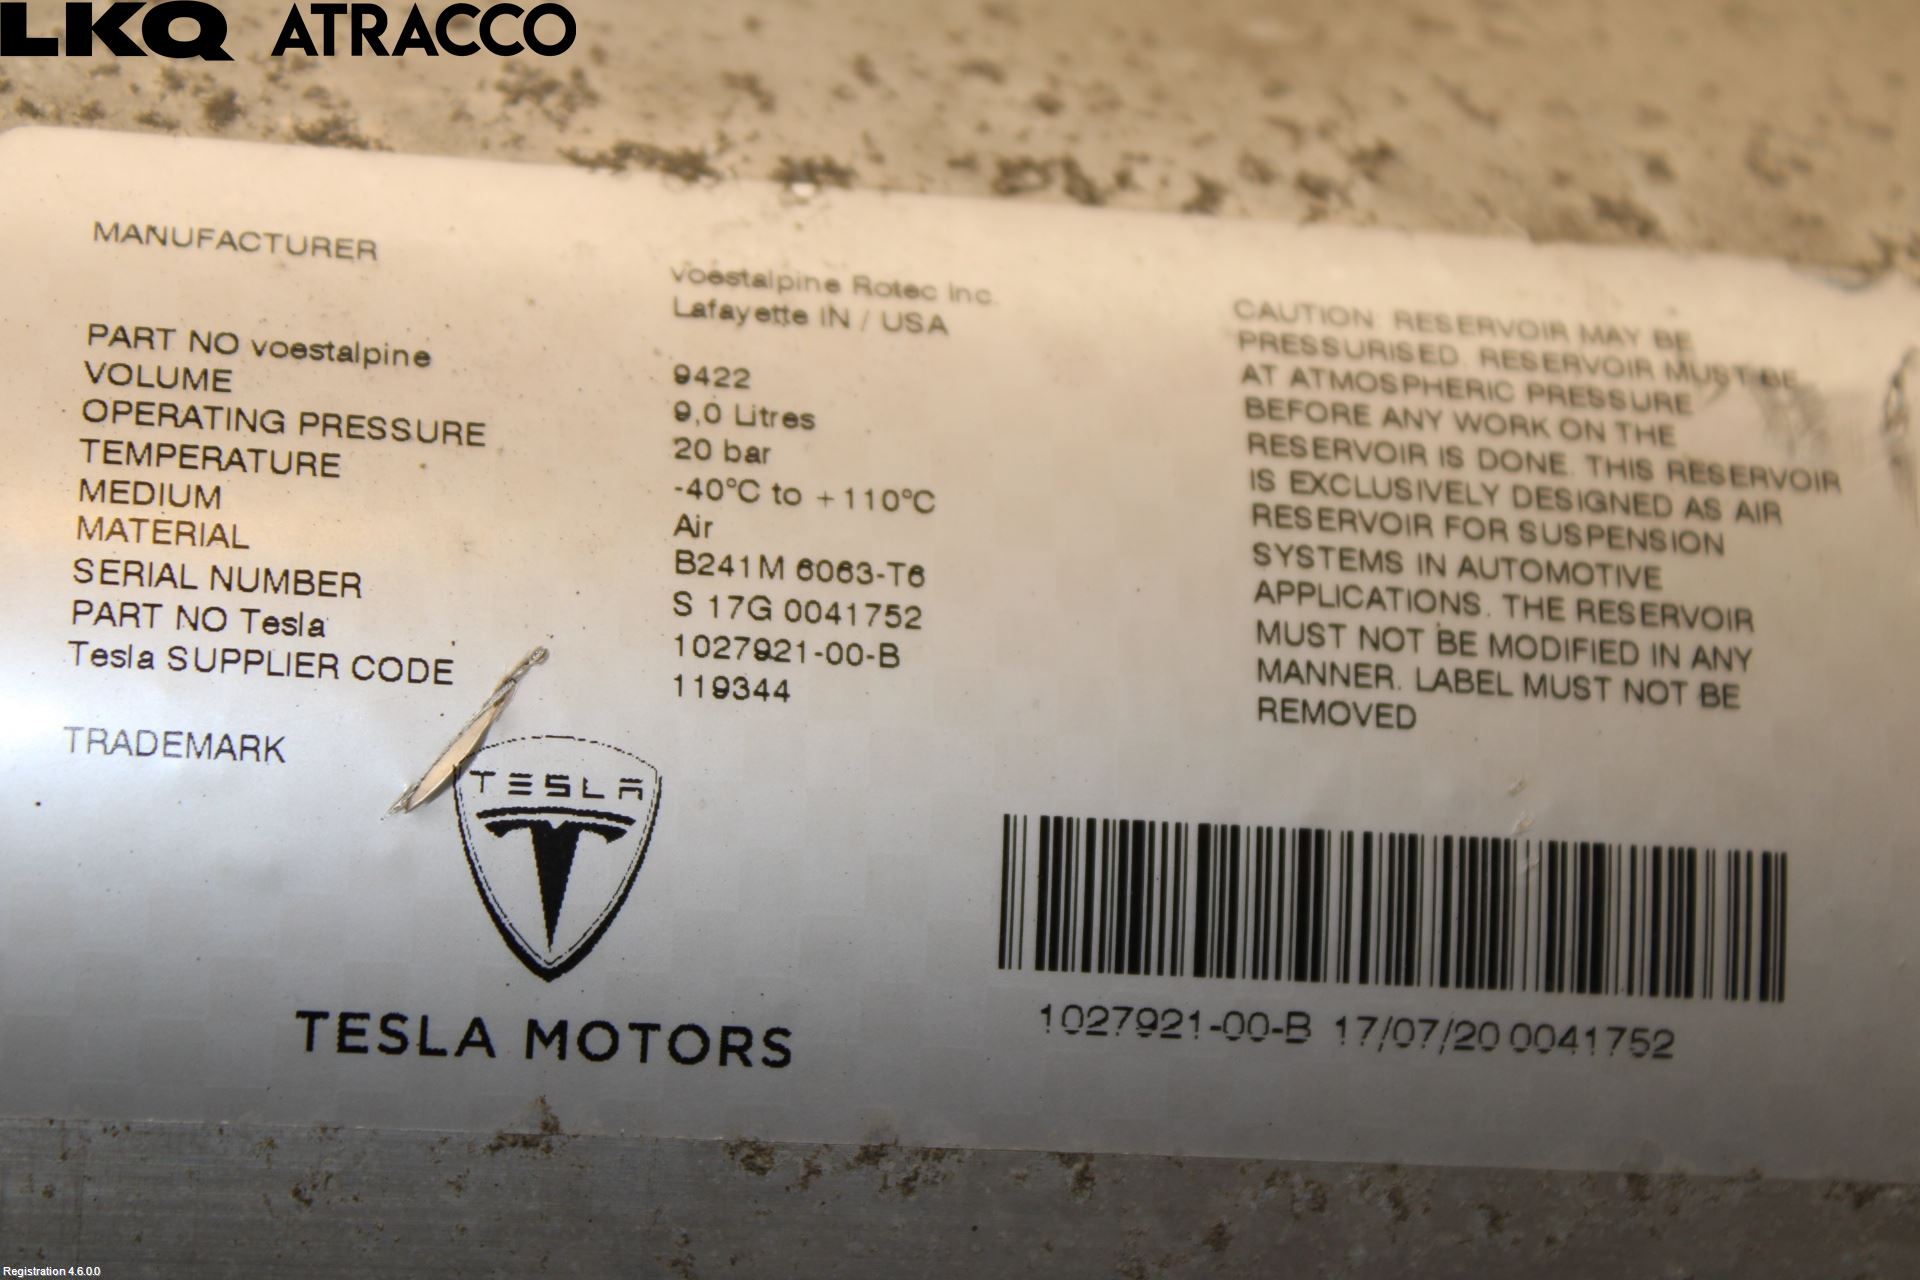 LKQ ATRACCO
MANUFACTURER
voestalpine Rotec Inc.
Lafayette IN / USA
PART NO voestalpine 9422
VOLUME 9,0 Litres
OPERATING PRESSURE 20 bar
TEMPERATURE -40°C to +110°C
MEDIUM Air
MATERIAL B241M 6063-T6
SERIAL NUMBER S 17G 0041752
PART NO Tesla 1027921-00-B
Tesla SUPPLIER CODE 119344
TRADEMARK
TESLA
TESLA MOTORS
CAUTION RESERVOIR MAY BE
PRESSURISED. RESERVOIR MUST BE
AT ATMOSPHERIC PRESSURE
BEFORE ANY WORK ON THE
RESERVOIR IS DONE. THIS RESERVOIR
IS EXCLUSIVELY DESIGNED AS AIR
RESERVOIR FOR SUSPENSION
SYSTEMS IN AUTOMOTIVE
APPLICATIONS. THE RESERVOIR
MUST NOT BE MODIFIED IN ANY
MANNER. LABEL MUST NOT BE
REMOVED
1027921-00-B 17/07/20 0041752
Registration 4.6.0.0